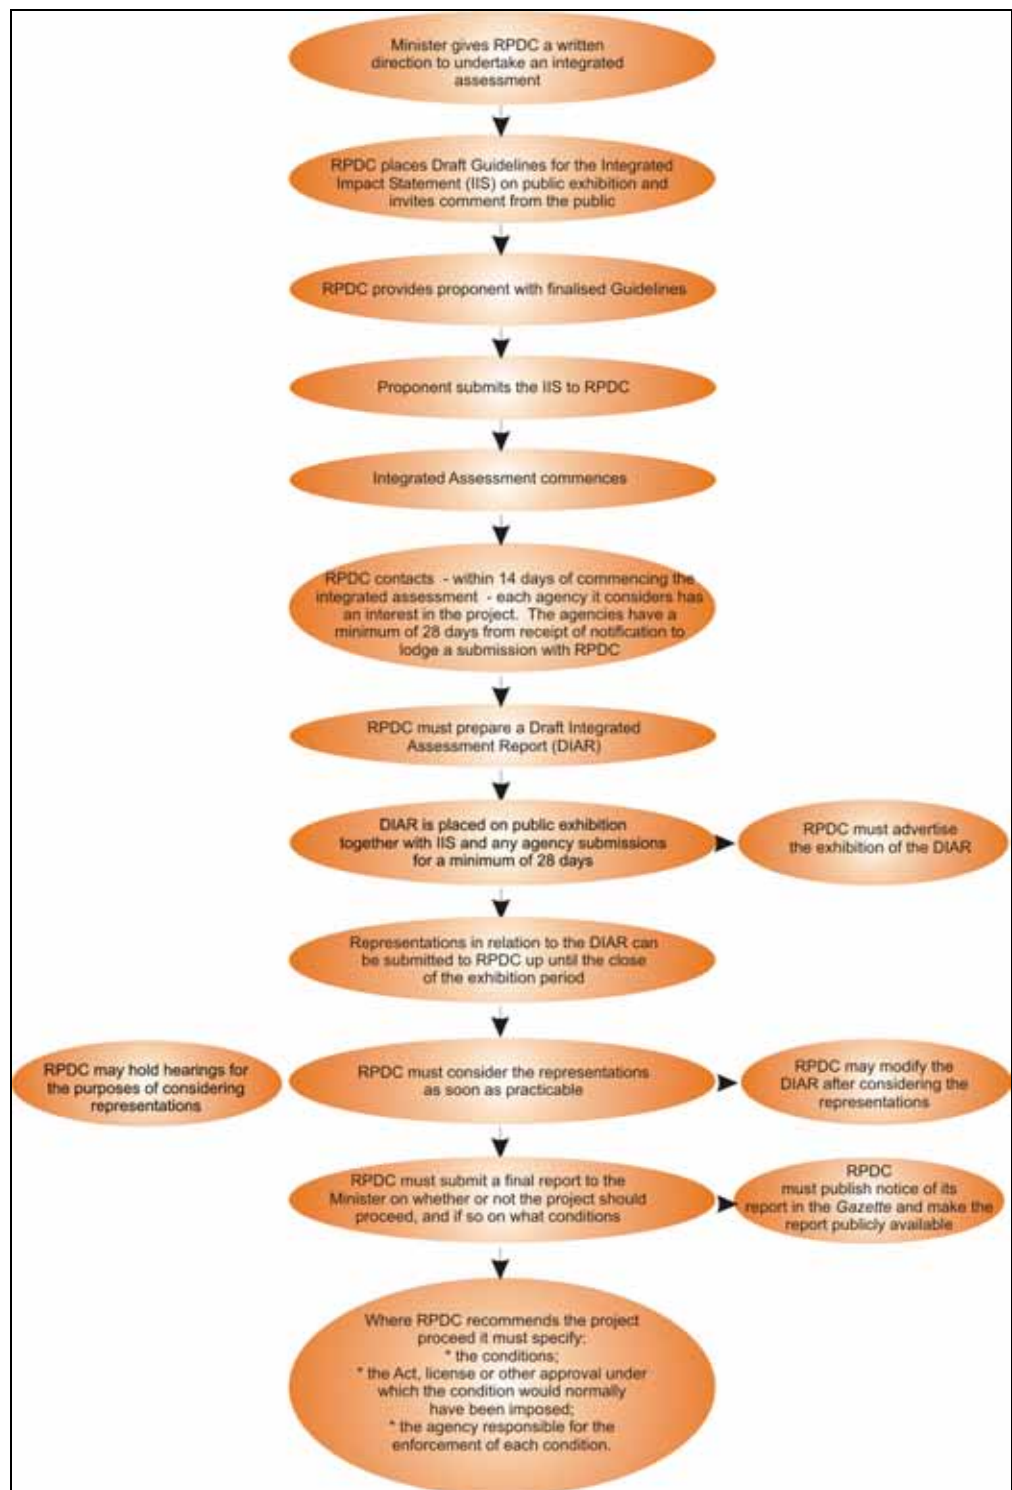 Minister gives RPDC a written
direction to undertake an integrated
assessment
RPDC places Draft Guidelines for the Integrated
Impact Statement (IIS) on public exhibition and
invites comment from the public
RPDC provides proponent with finalised Guidelines
Proponent submits the IIS to RPDC
Integrated Assessment commences
RPDC contacts - within 14 days of commencing the
integrated assessment - each agency it considers has
an interest in the project. The agencies have a
minimum of 28 days from receipt of notification to
lodge a submission with RPDC
RPDC must prepare a Draft Integrated
Assessment Report (DIAR)
DIAR is placed on public exhibition
together with IIS and any agency submissions
for a minimum of 28 days
RPDC must advertise
the exhibition of the DIAR
Representations in relation to the DIAR can
be submitted to RPDC up until the close
of the exhibition period
RPDC may hold hearings for
the purposes of considering
representations
RPDC must consider the representations
as soon as practicable
RPDC may modify the
DIAR after considering the
representations
RPDC must submit a final report to the
Minister on whether or not the project should
proceed, and if so on what conditions
RPDC
must publish notice of its
report in the Gazette and make the
report publicly available
Where RPDC recommends the project
proceed it must specify:
* the conditions;
* the Act, license or other approval under
which the condition would normally
have been imposed;
* the agency responsible for the
enforcement of each condition.